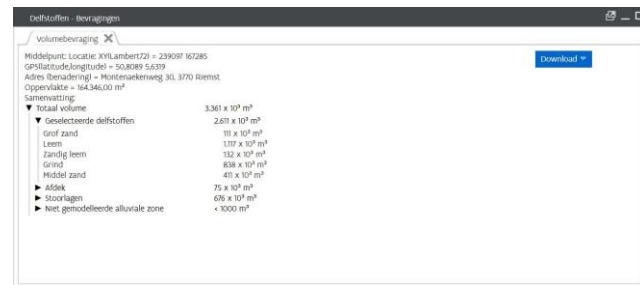 Delfstoffen - Bevragingen
Volumebevraging
Middelpunt: Locatie: XY(Lambert72) = 239097 167285
GPS(latitude,longitude) = 50,8089 5,6319
Adres (benadering) = Montenaekenweg 30, 3770 Riemst
Oppervlakte = 164.346,00 m²
Samenvatting:
▼ Totaal volume 3.361 x 10³ m³
▼ Geselecteerde delfstoffen 2.611 x 10³ m³
Grof zand 111 x 10³ m³
Leem 1.117 x 10³ m³
Zandig leem 132 x 10³ m³
Grind 838 x 10³ m³
Middel zand 411 x 10³ m³
► Afdek 75 x 10³ m³
► Stoorlagen 676 x 10³ m³
► Niet gemodelleerde alluviale zone < 1000 m³
Download